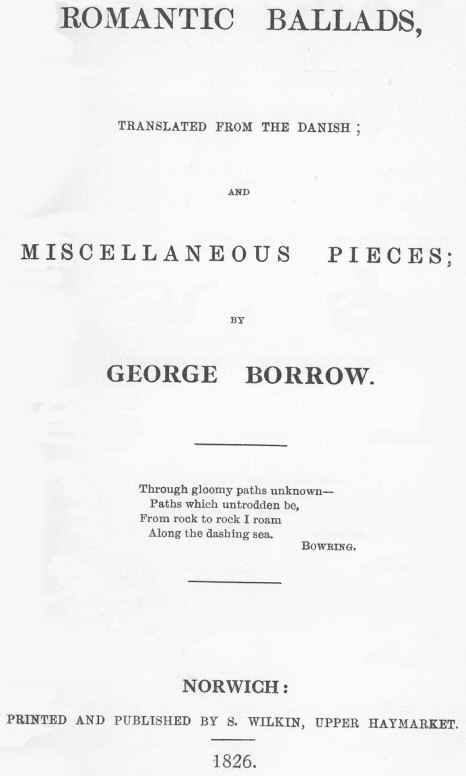 ROMANTIC BALLADS,
TRANSLATED FROM THE DANISH ;
AND
MISCELLANEOUS PIECES;
BY
GEORGE BORROW.
Through gloomy paths unknown—
Paths which untrodden be,
From rock to rock I roam
Along the dashing sea.
BOWRING.
NORWICH:
PRINTED AND PUBLISHED BY S. WILKIN, UPPER HAYMARKET.
1826.